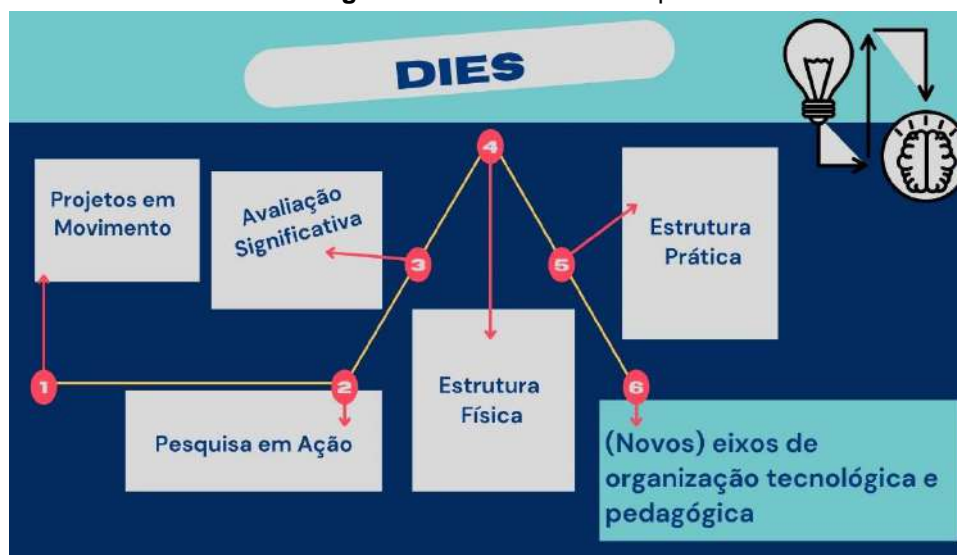 DIES
Projetos em
Movimento
Avaliação
Significativa
Estrutura
Prática
Estrutura
Física
Pesquisa em Ação
(Novos) eixos de
organização tecnológica e
pedagógica
1
2
3
4
5
6